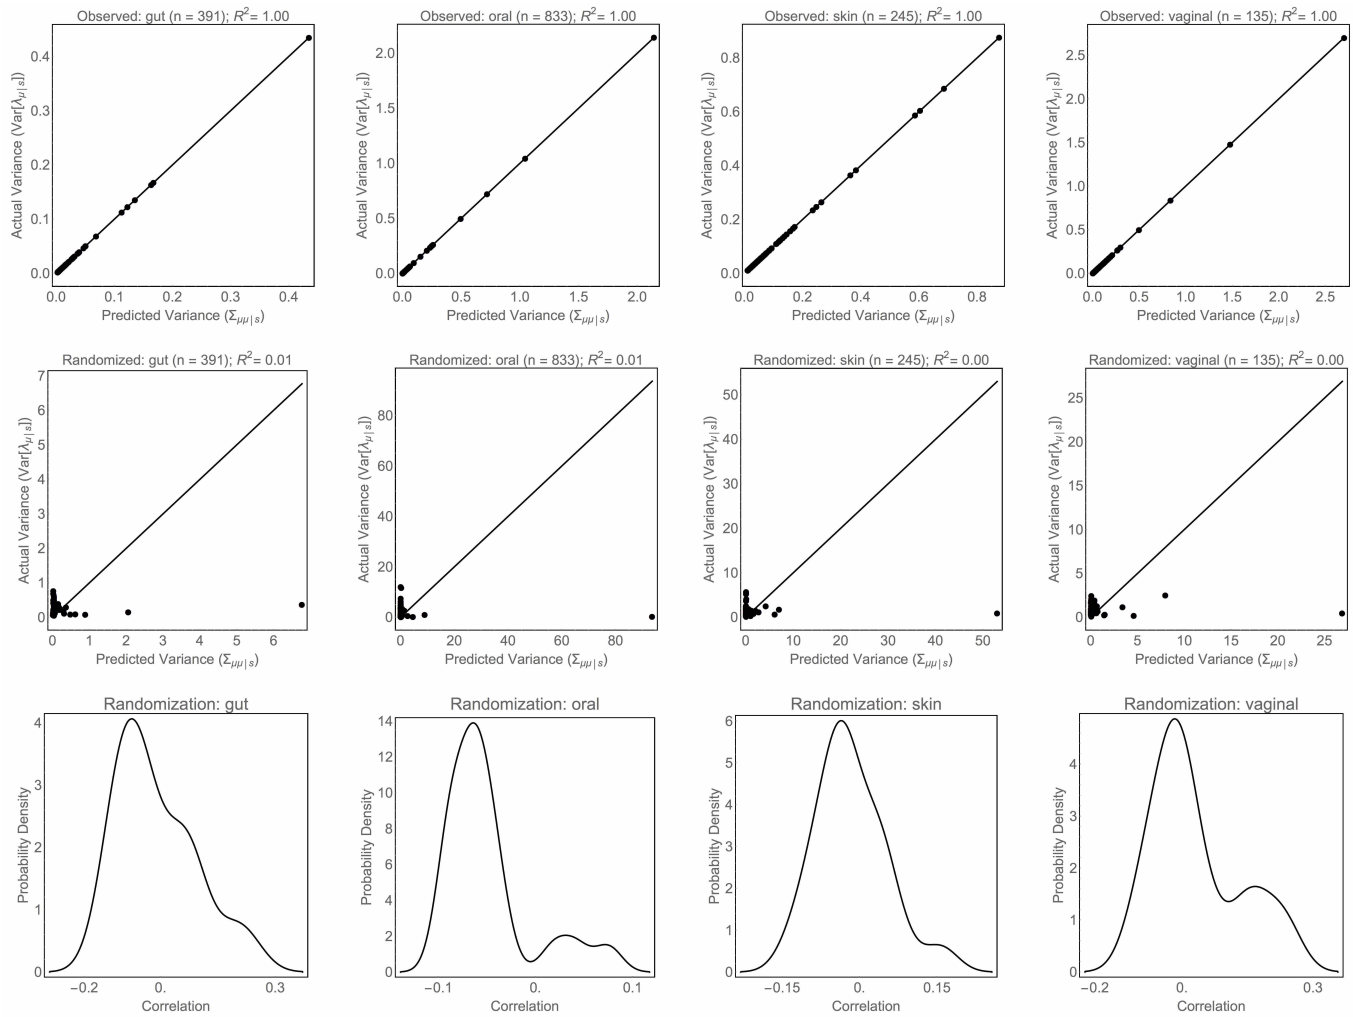 Observed: gut (n = 391); R²= 1.00
Observed: oral (n = 833); R²= 1.00
Observed: skin (n = 245); R²= 1.00
Observed: vaginal (n = 135); R²= 1.00
Actual Variance (Var[λμ|s])
0.4
0.3
0.2
0.1
0.0
0.0 0.1 0.2 0.3 0.4
Predicted Variance (Σμμ|s)
Actual Variance (Var[λμ|s])
2.0
1.5
1.0
0.5
0.0
0.0 0.5 1.0 1.5 2.0
Predicted Variance (Σμμ|s)
Actual Variance (Var[λμ|s])
0.8
0.6
0.4
0.2
0.0
0.0 0.2 0.4 0.6 0.8
Predicted Variance (Σμμ|s)
Actual Variance (Var[λμ|s])
2.5
2.0
1.5
1.0
0.5
0.0
0.0 0.5 1.0 1.5 2.0 2.5
Predicted Variance (Σμμ|s)
Randomized: gut (n = 391); R²= 0.01
Randomized: oral (n = 833); R²= 0.01
Randomized: skin (n = 245); R²= 0.00
Randomized: vaginal (n = 135); R²= 0.00
Actual Variance (Var[λμ|s])
7
6
5
4
3
2
1
0
0 1 2 3 4 5 6
Predicted Variance (Σμμ|s)
Actual Variance (Var[λμ|s])
80
60
40
20
0
0 20 40 60 80
Predicted Variance (Σμμ|s)
Actual Variance (Var[λμ|s])
50
40
30
20
10
0
0 10 20 30 40 50
Predicted Variance (Σμμ|s)
Actual Variance (Var[λμ|s])
25
20
15
10
5
0
0 5 10 15 20 25
Predicted Variance (Σμμ|s)
Randomization: gut
Randomization: oral
Randomization: skin
Randomization: vaginal
Probability Density
4
3
2
1
0
−0.2 0. 0.3
Correlation
Probability Density
14
12
10
8
6
4
2
0
−0.1 0. 0.1
Correlation
Probability Density
6
5
4
3
2
1
0
−0.15 0. 0.15
Correlation
Probability Density
4
3
2
1
0
−0.2 0. 0.3
Correlation